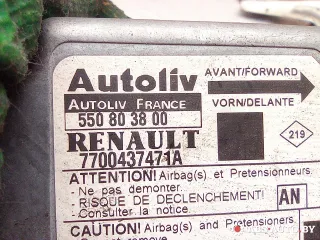 Autoliv
AVANT/FORWARD
AUTOLIV FRANCE
VORN/DELANTE
550 80 38 00
RENAULT
7700437471A
219
ATTENTION! Airbag(s) et Pretensionneurs
- Ne pas demonter.
- RISQUE DE DECLENCHEMENT!
- Consulter la notice
AN
CAUTION! Airbag(s) and Pretensioners